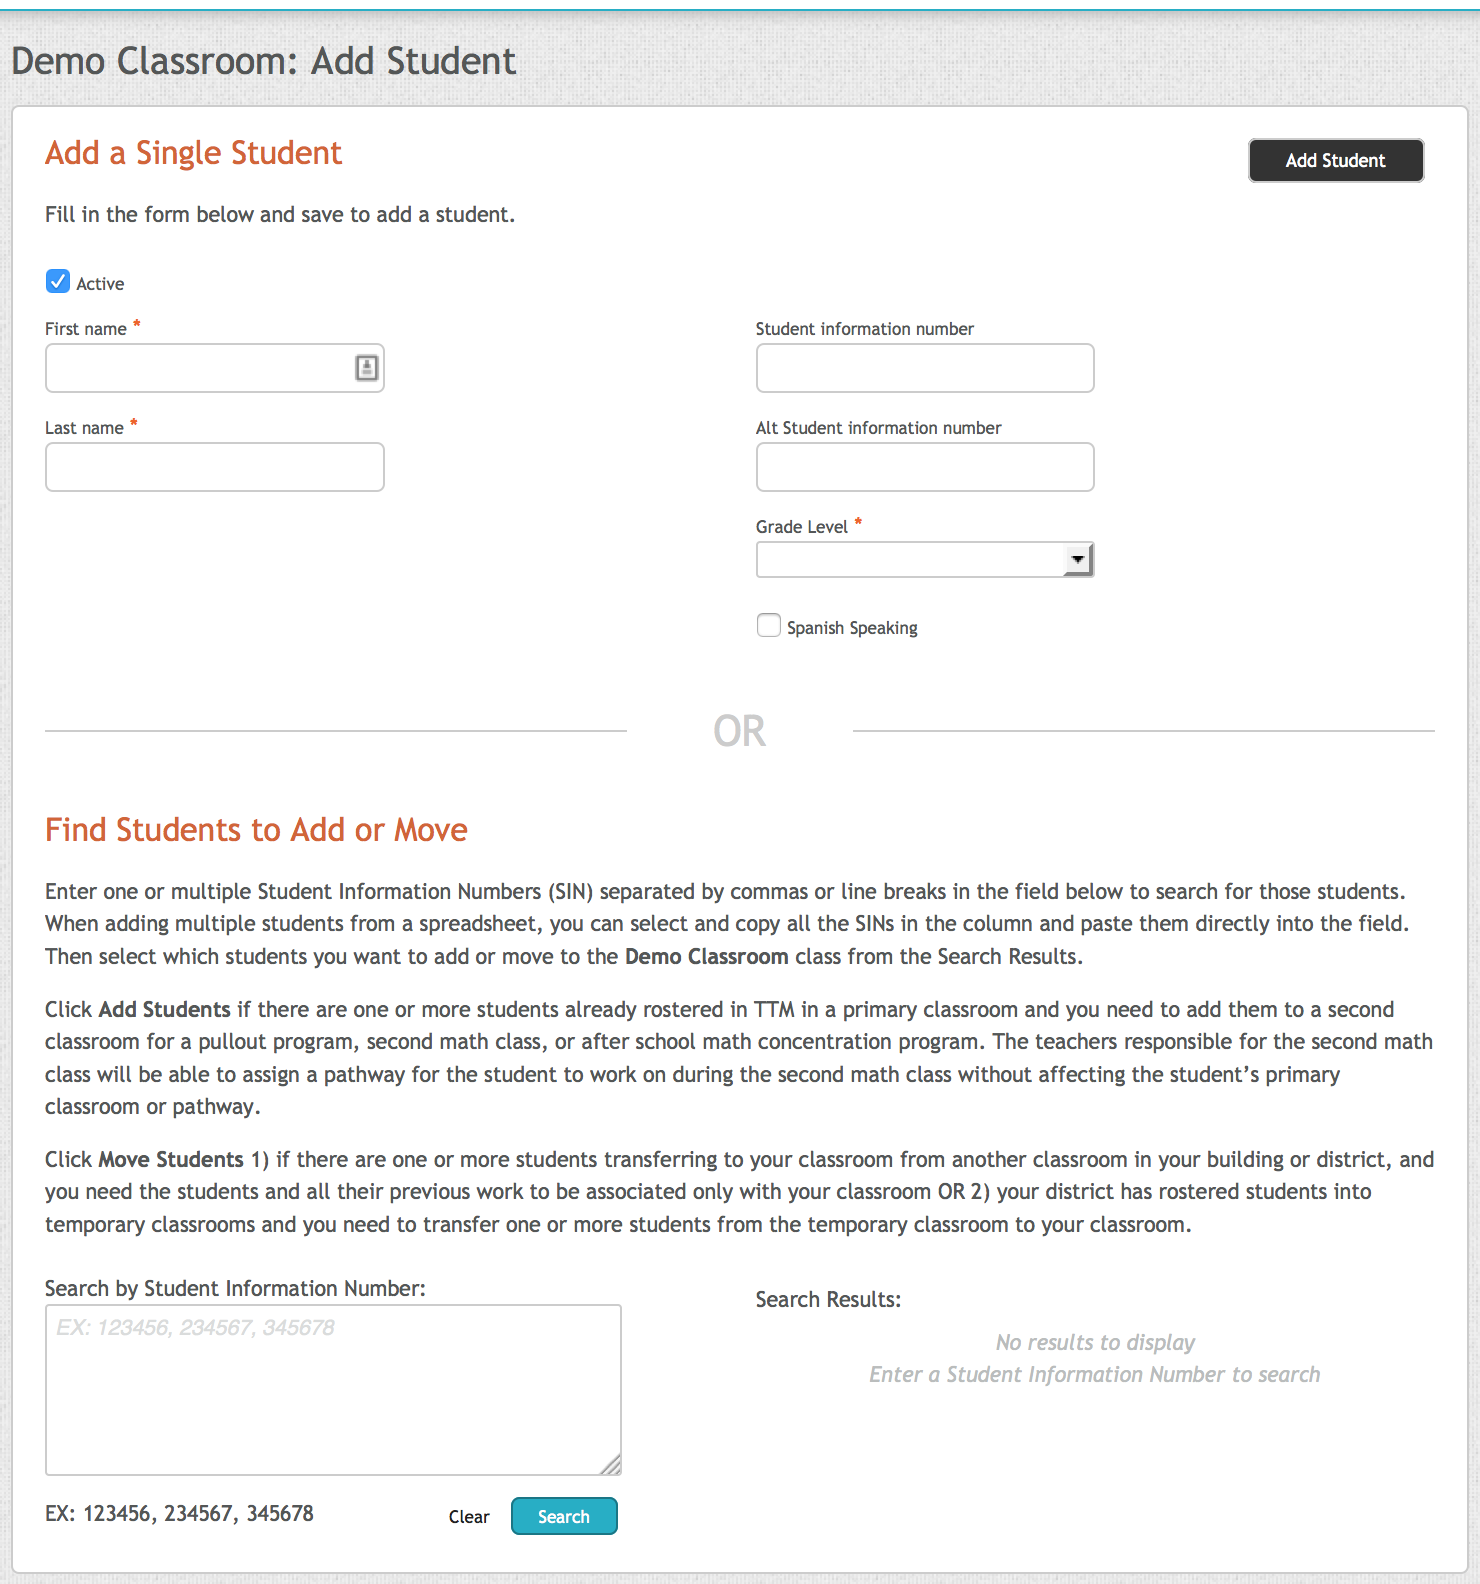 Demo Classroom: Add Student
Add a Single Student
Add Student
Fill in the form below and save to add a student.
Active
First name *
Student information number
Last name *
Alt Student information number
Grade Level *
Spanish Speaking
OR
Find Students to Add or Move
Enter one or multiple Student Information Numbers (SIN) separated by commas or line breaks in the field below to search for those students.
When adding multiple students from a spreadsheet, you can select and copy all the SINs in the column and paste them directly into the field.
Then select which students you want to add or move to the Demo Classroom class from the Search Results.
Click Add Students if there are one or more students already rostered in TTM in a primary classroom and you need to add them to a second
classroom for a pullout program, second math class, or after school math concentration program. The teachers responsible for the second math
class will be able to assign a pathway for the student to work on during the second math class without affecting the student’s primary
classroom or pathway.
Click Move Students 1) if there are one or more students transferring to your classroom from another classroom in your building or district, and
you need the students and all their previous work to be associated only with your classroom OR 2) your district has rostered students into
temporary classrooms and you need to transfer one or more students from the temporary classroom to your classroom.
Search by Student Information Number:
EX: 123456, 234567, 345678
Search Results:
No results to display
Enter a Student Information Number to search
EX: 123456, 234567, 345678
Clear
Search